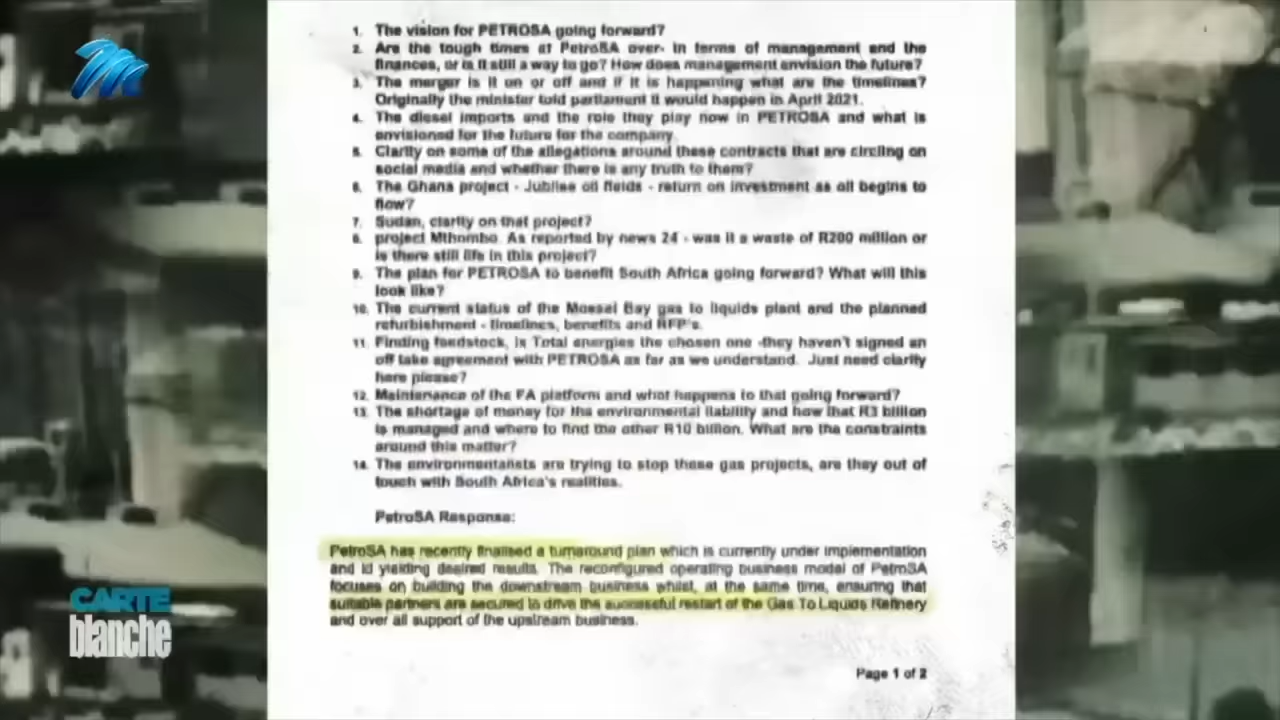 1. The vision for PETROSA going forward?
2. Are the tough times at PetroSA over- in terms of management and the
finances, or is it still a way to go? How does management envision the future?
3. The merger is it on or off and if it is happening what are the timelines?
Originally the minister told parliament it would happen in April 2021.
4. The diesel imports and the role they play now in PETROSA and what is
envisioned for the future for the company.
5. Clarity on some of the allegations around these contracts that are circling on
social media and whether there is any truth to them?
6. The Ghana project - Jubilee oil fields - return on investment as oil begins to
flow?
7. Sudan, clarity on that project?
8. project Mthombo. As reported by news 24 - was it a waste of R200 million or
is there still life in this project?
9. The plan for PETROSA to benefit South Africa going forward? What will this
look like?
10. The current status of the Mossel Bay gas to liquids plant and the planned
refurbishment - timelines, benefits and RFP's.
11. Finding feedstock, is Total energies the chosen one -they haven't signed an
off take agreement with PETROSA as far as we understand. Just need clarity
here please?
12. Maintenance of the FA platform and what happens to that going forward?
13. The shortage of money for the environmental liability and how that R3 billion
is managed and where to find the other R10 billion. What are the constraints
around this matter?
14. The environmentalists are trying to stop these gas projects, are they out of
touch with South Africa's realities.
PetroSA Response:
PetroSA has recently finalised a turnaround plan which is currently under implementation
and id yielding desired results. The reconfigured operating business model of PetroSA
focuses on building the downstream business whilst, at the same time, ensuring that
suitable partners are secured to drive the successful restart of the Gas To Liquids Refinery
and over all support of the upstream business.
Page 1 of 2
CARTE
blanche